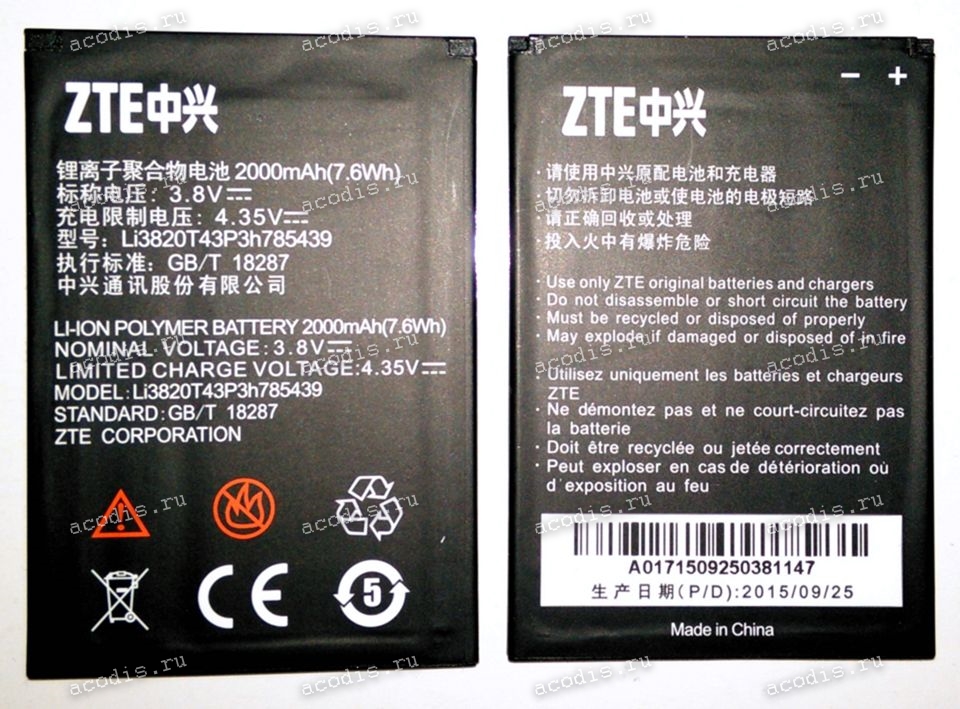 ZTE中兴
锂离子聚合物电池 2000mAh(7.6Wh)
标称电压: 3.8V
充电限制电压: 4.35V
型号: Li3820T43P3h785439
执行标准: GB/T 18287
中兴通讯股份有限公司
LI-ION POLYMER BATTERY 2000mAh(7.6Wh)
NOMINAL VOLTAGE:3.8V
LIMITED CHARGE VOLTAGE:4.35V
MODEL:Li3820T43P3h785439
STANDARD:GB/T 18287
ZTE CORPORATION
CE
5
- +
ZTE中兴
·请使用中兴原配电池和充电器
·切勿拆卸电池或使电池的电极短路
·请正确回收或处理
·投入火中有爆炸危险
· Use only ZTE original batteries and chargers
· Do not disassemble or short circuit the battery
· Must be recycled or disposed of properly
· May explode if damaged or disposed of in fire
· Utilisez uniquement les batteries et chargeurs
ZTE
· Ne démontez pas et ne court-circuitez pas
la batterie
· Doit être recyclée ou jetée correctement
· Peut exploser en cas de détérioration où
d'exposition au feu
A0171509250381147
生产日期(P/D):2015/09/25
Made in China
acodis.ru